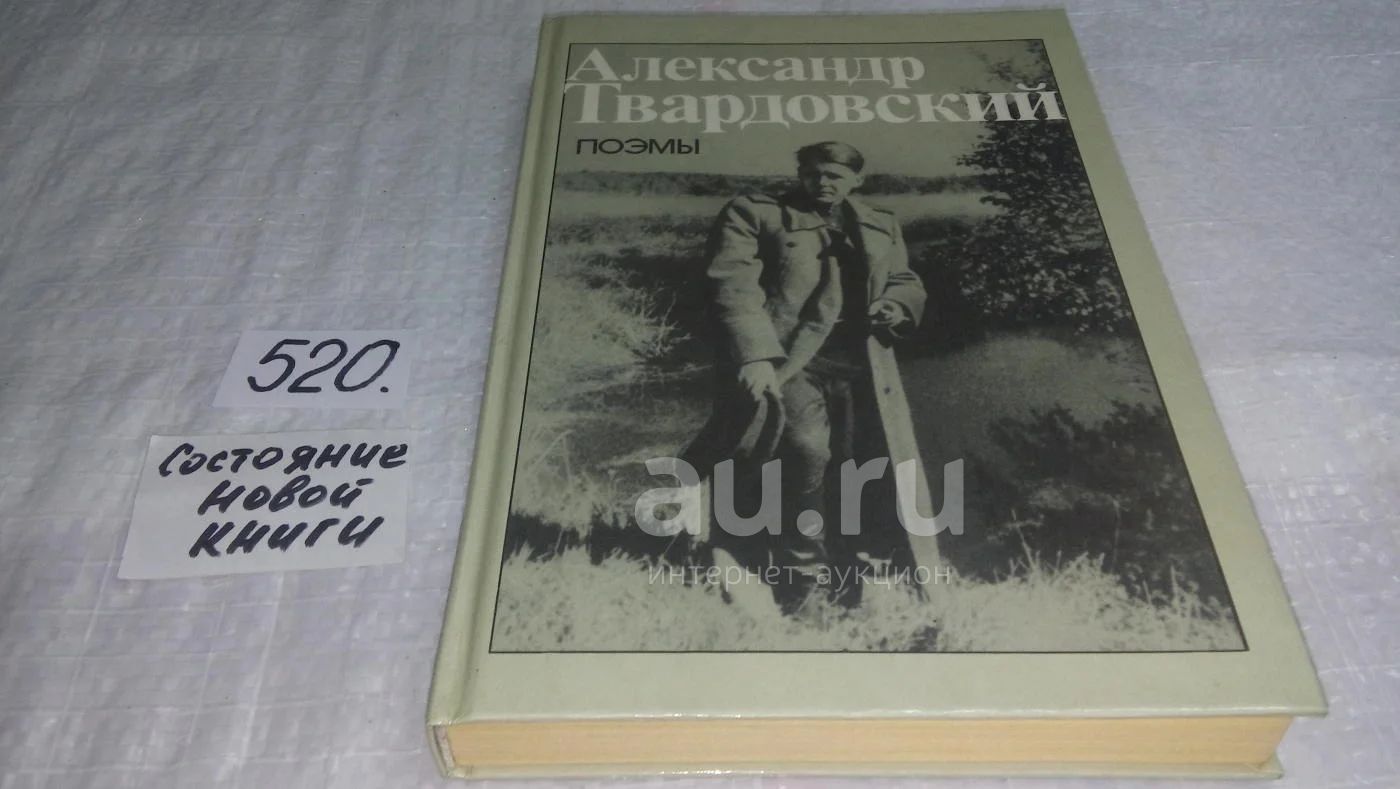 Александр
Твардовский
ПОЭМЫ
520.
Состояние
новой
книги
au.ru
интернет-аукцион